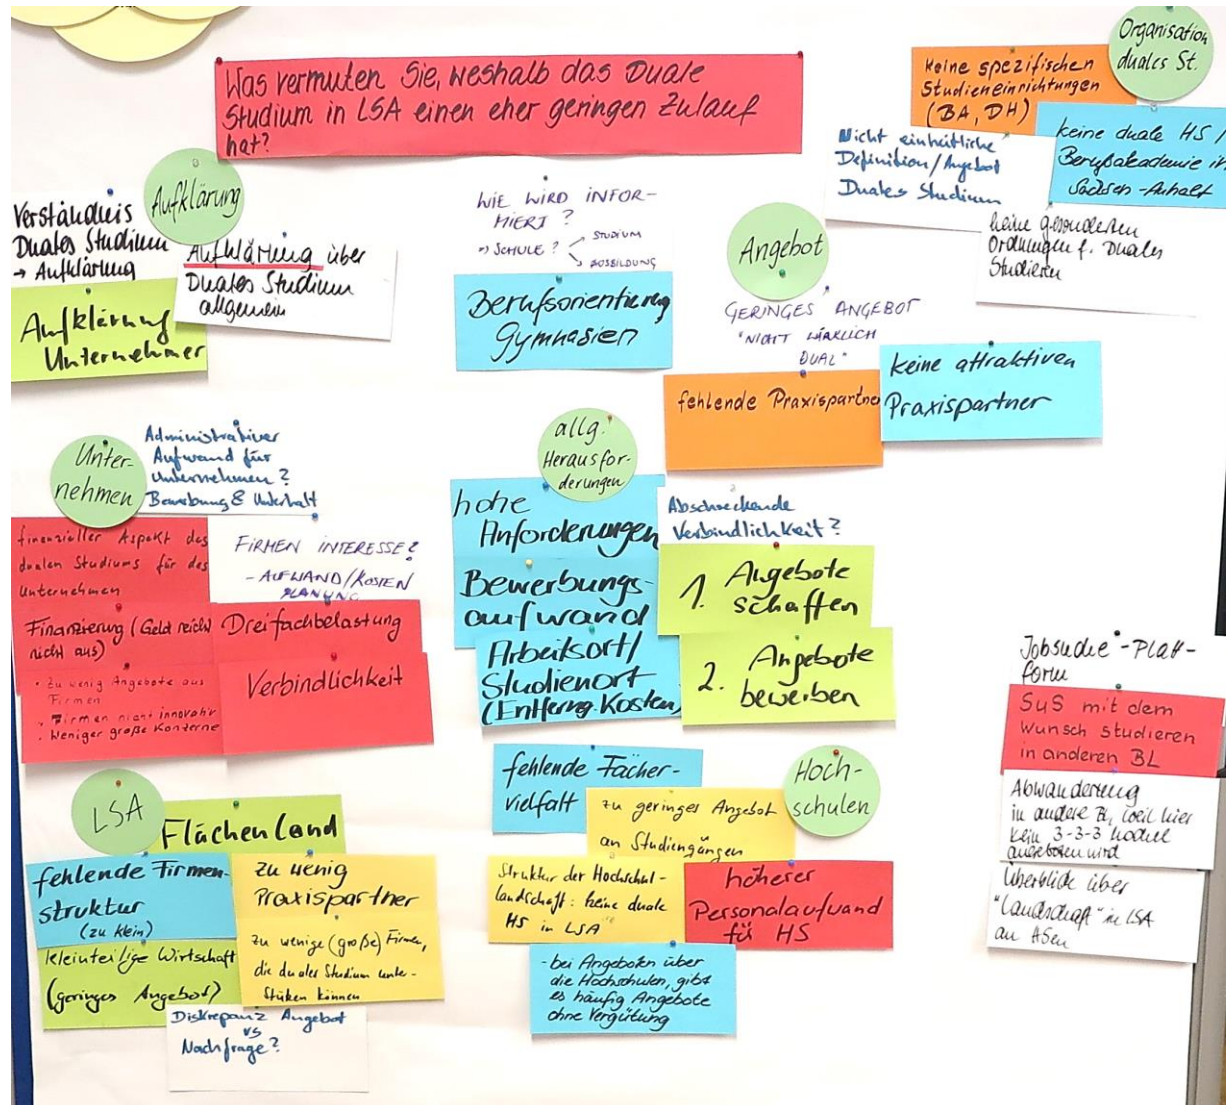 Was vermuten Sie, weshalb das Duale
Studium in LSA einen eher geringen Zulauf
hat?
Organisation
duales St.
keine spezifischen
Studieneinrichtungen
(BA, DH)
keine duale HS /
Berufsakademie in
Sachsen-Anhalt
Nicht einheitliche
Definition/Angebot
Duales Studium
keine gesonderten
Ordnungen f. Duales
Studieren
Aufklärung
Verständnis
Duales Studium
→ Aufklärung
Aufklärung über
Duales Studium
allgemein
Aufklärung
Unternehmer
WIE WIRD INFOR-
MIERT ?
=> SCHULE ?
STUDIUM
AUSBILDUNG
Berufsorientierung
Gymnasien
Angebot
GERINGES ANGEBOT
"NICHT WIRKLICH
DUAL"
fehlende Praxispartner
keine attraktiven
Praxispartner
Unter-
nehmen
Administrativer
Aufwand für
Unternehmen ?
Bewerbung & Unterhalt
finanzieller Aspekt des
dualen Studiums für des
Unternehmen
FIRMEN INTERESSE?
- AUFWAND/KOSTEN
PLANUNG
Finanzierung (Geld reicht
nicht aus)
Dreifachbelastung
• zu wenig Angebote aus
Firmen
• Firmen nicht innovativ
• Weniger große Konzerne
Verbindlichkeit
allg.
Herausfor-
derungen
hohe
Anforderungen
Bewerbungs-
aufwand
Arbeitsort/
Studienort
(Entferng. Kosten)
Abschreckende
Verbindlichkeit?
1. Angebote
schaffen
2. Angebote
bewerben
LSA
Flächenland
fehlende Firmen-
struktur
(zu klein)
zu wenig
Praxispartner
kleinteilige Wirtschaft
(geringes Angebot)
zu wenige (große) Firmen,
die duales Studium unter-
stützen können
Diskrepanz Angebot
vs
Nachfrage?
Hoch-
schulen
fehlende Fächer-
vielfalt
zu geringes Angebot
an Studiengängen
Struktur der Hochschul-
landschaft: keine duale
HS in LSA
höherer
Personalaufwand
für HS
- bei Angeboten über
die Hochschulen, gibt
es häufig Angebote
ohne Vergütung
Jobsuche-Platt-
form
SuS mit dem
Wunsch studieren
in anderen BL
Abwanderung
in andere BL, weil hier
kein 3-3-3 Modell
angeboten wird
Überblick über
"Landschaft" in LSA
an HSen